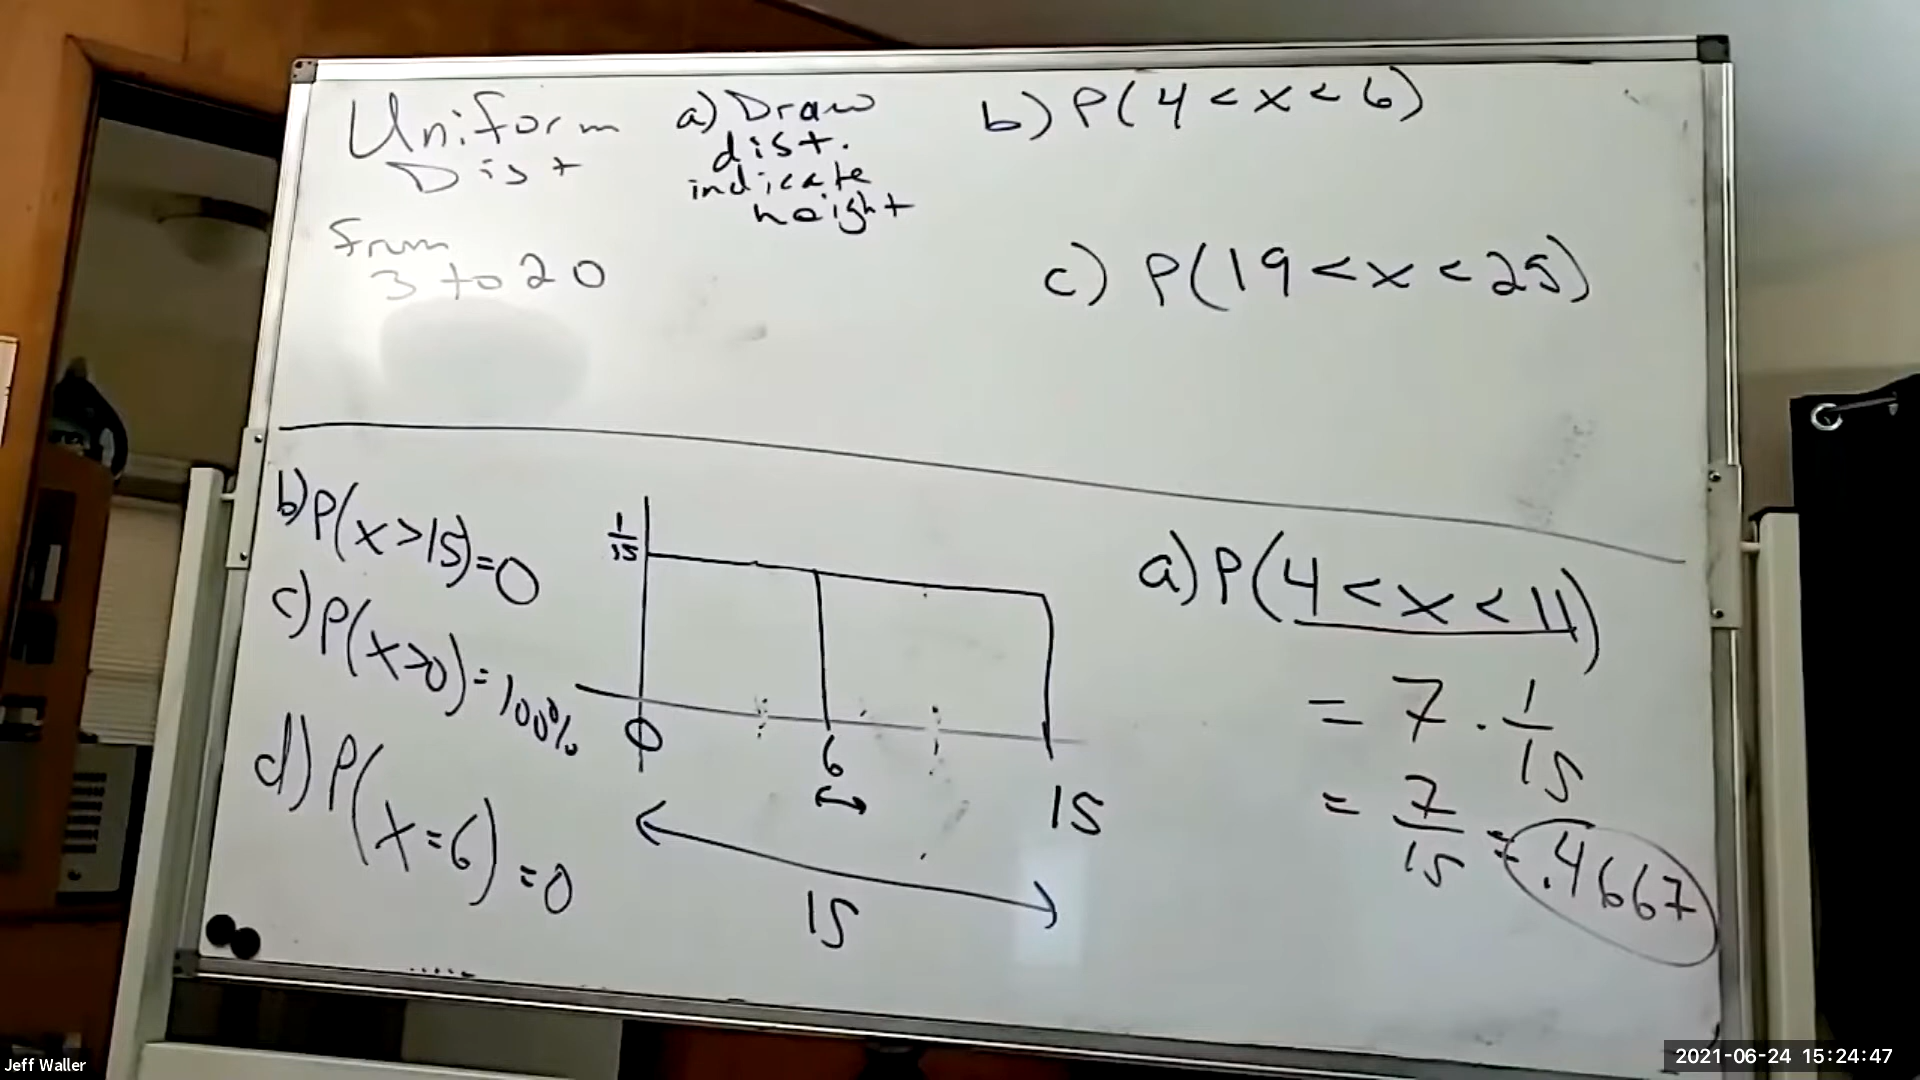 Uniform
Dist
From
3 to 20
a) Draw
dist.
indicate
height
b) P(4 < x < 6)
c) P(19 < x < 25)
b) P(x > 15) = 0
c) P(x > 0) = 100%
d) P(x = 6) = 0
1/15
0
6
15
15
a) P(4 < x < 11)
= 7 · 1/15
= 7/15 = .4667
Jeff Waller
2021-06-24 15:24:47